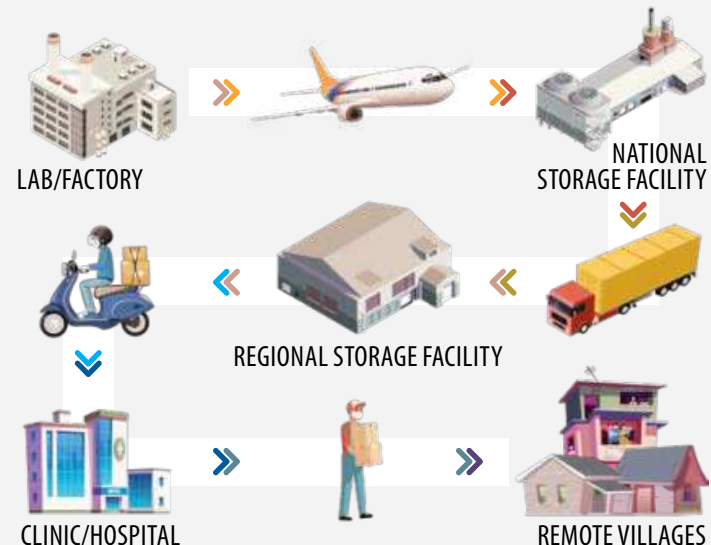 LAB/FACTORY
NATIONAL
STORAGE FACILITY
REGIONAL STORAGE FACILITY
CLINIC/HOSPITAL
REMOTE VILLAGES